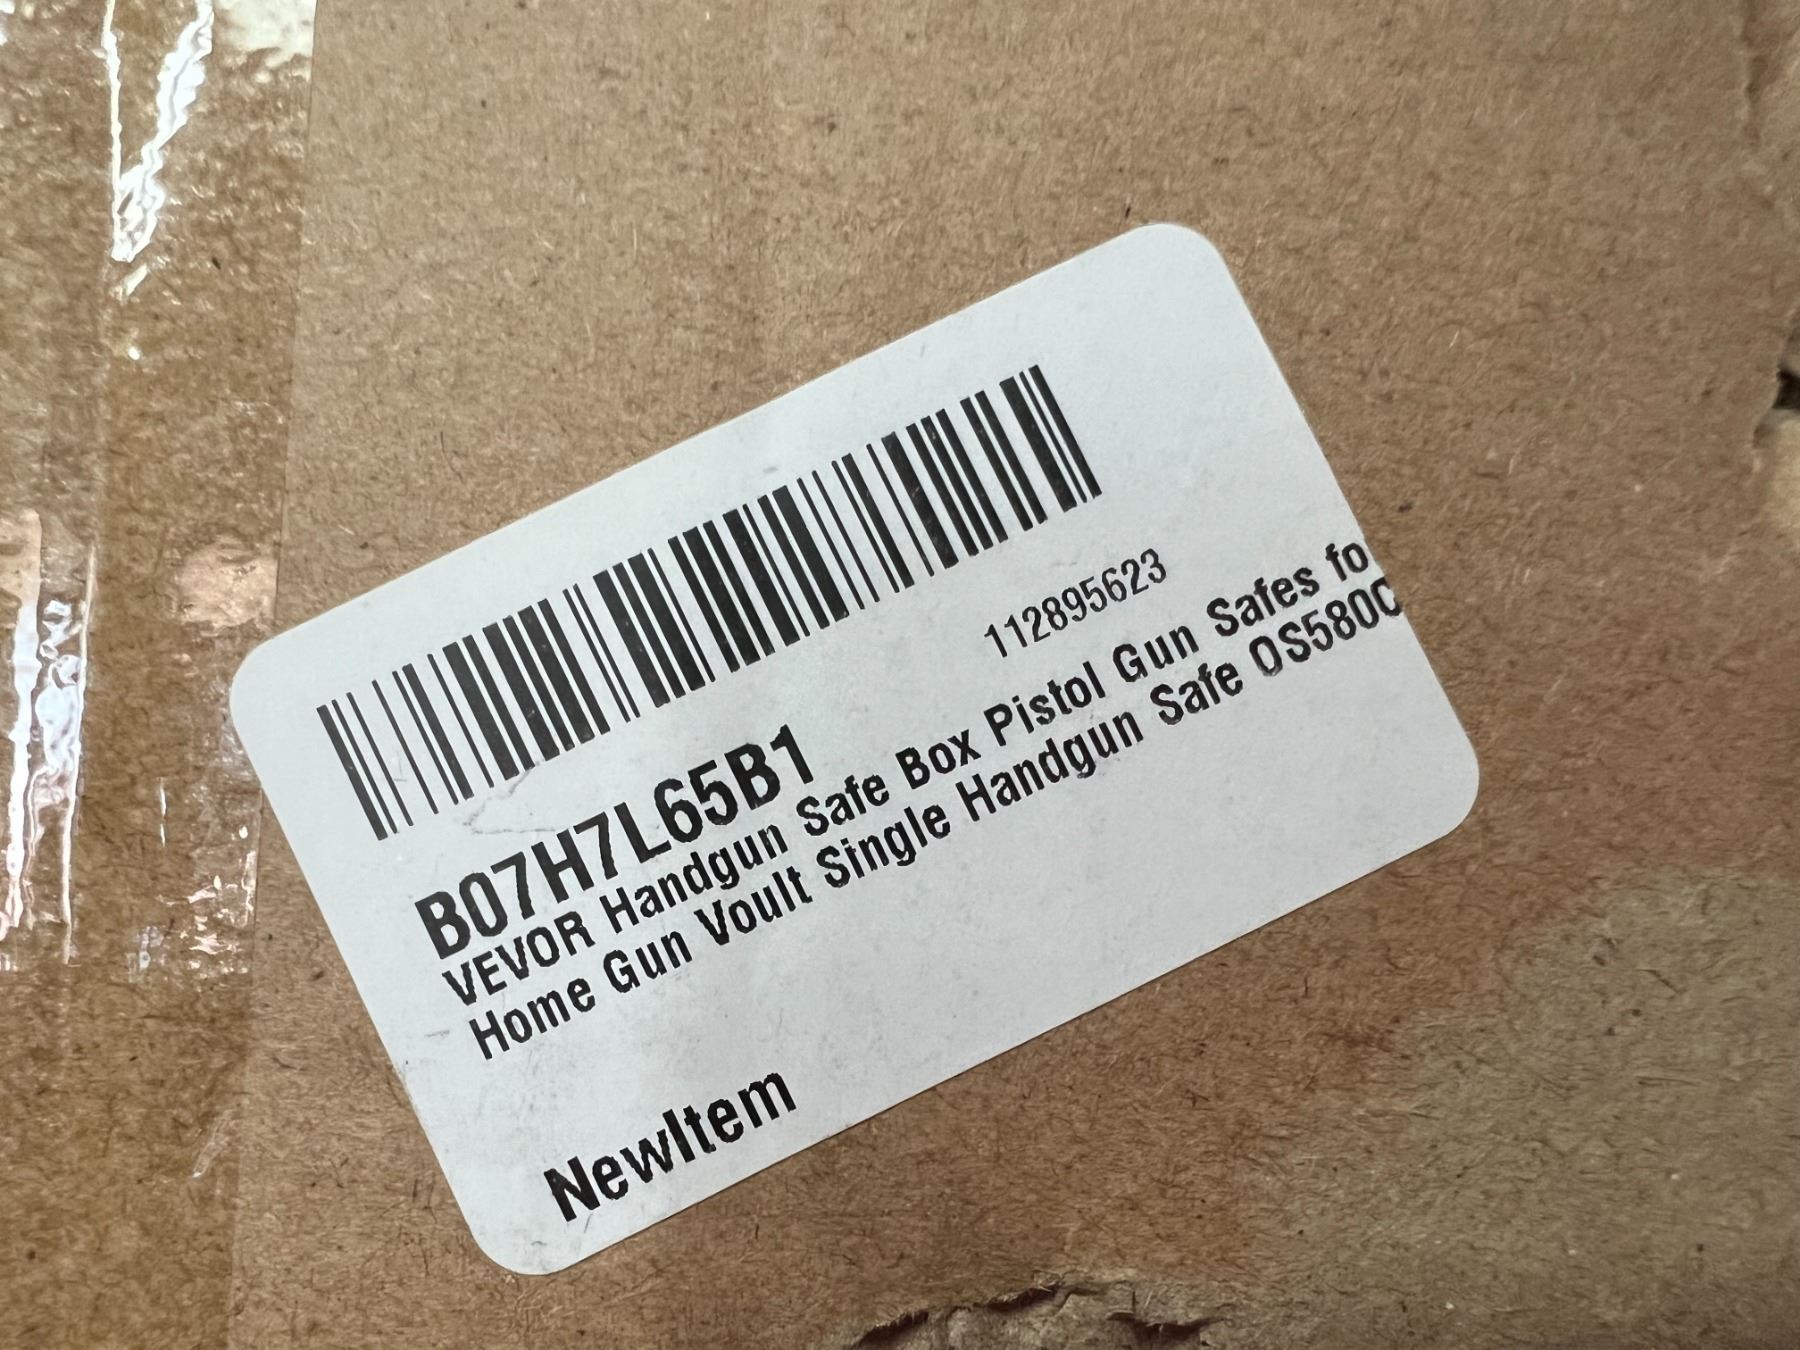 112895623
B07H7L65B1
VEVOR Handgun Safe Box Pistol Gun Safes fo
Home Gun Voult Single Handgun Safe OS580C
NewItem